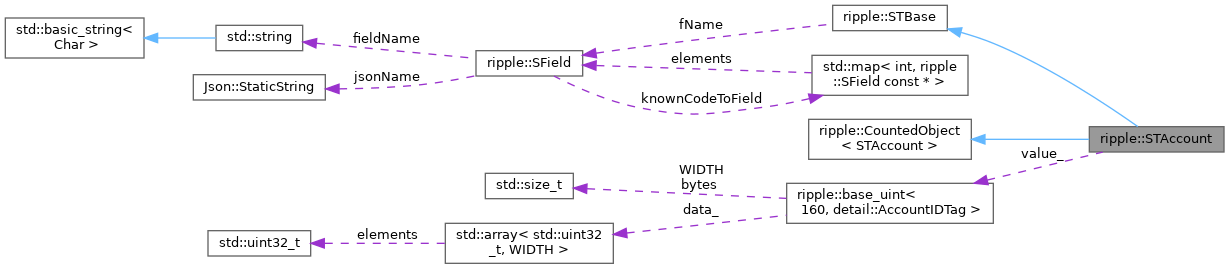 std::basic_string<
Char >
std::string
fieldName
Json::StaticString
jsonName
ripple::SField
fName
ripple::STBase
elements
std::map< int, ripple
::SField const * >
knownCodeToField
ripple::CountedObject
< STAccount >
ripple::STAccount
value_
std::size_t
WIDTH
bytes
ripple::base_uint<
160, detail::AccountIDTag >
data_
std::uint32_t
elements
std::array< std::uint32
_t, WIDTH >